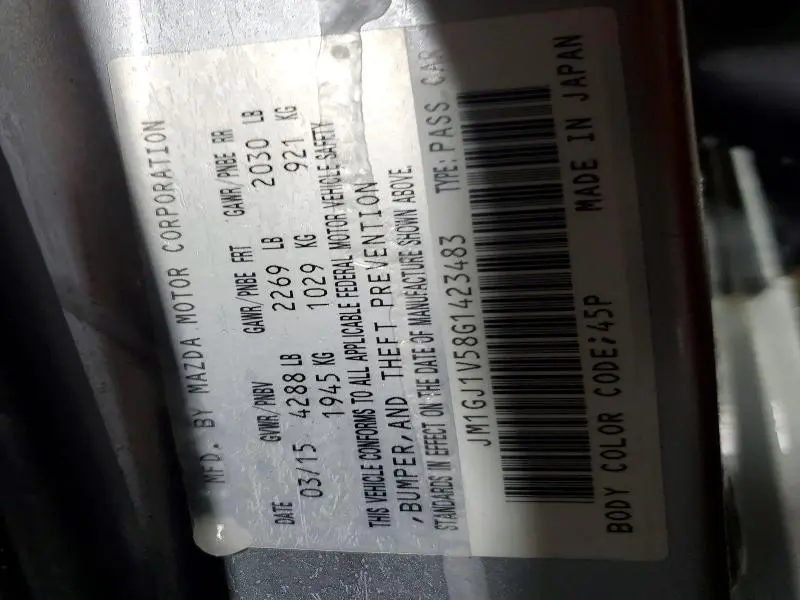 MFD. BY MAZDA MOTOR CORPORATION
DATE GVWR/PNBV GAWR/PNBE FRT GAWR/PNBE RR
03/15 4288 LB 2269 LB 2030 LB
1945 KG 1029 KG 921 KG
THIS VEHICLE CONFORMS TO ALL APPLICABLE FEDERAL MOTOR VEHICLE SAFETY
,BUMPER,AND THEFT PREVENTION
STANDARDS IN EFFECT ON THE DATE OF MANUFACTURE SHOWN ABOVE.
JM1GJ1V58G1423483 TYPE: PASS CAR
BODY COLOR CODE;45P MADE IN JAPAN